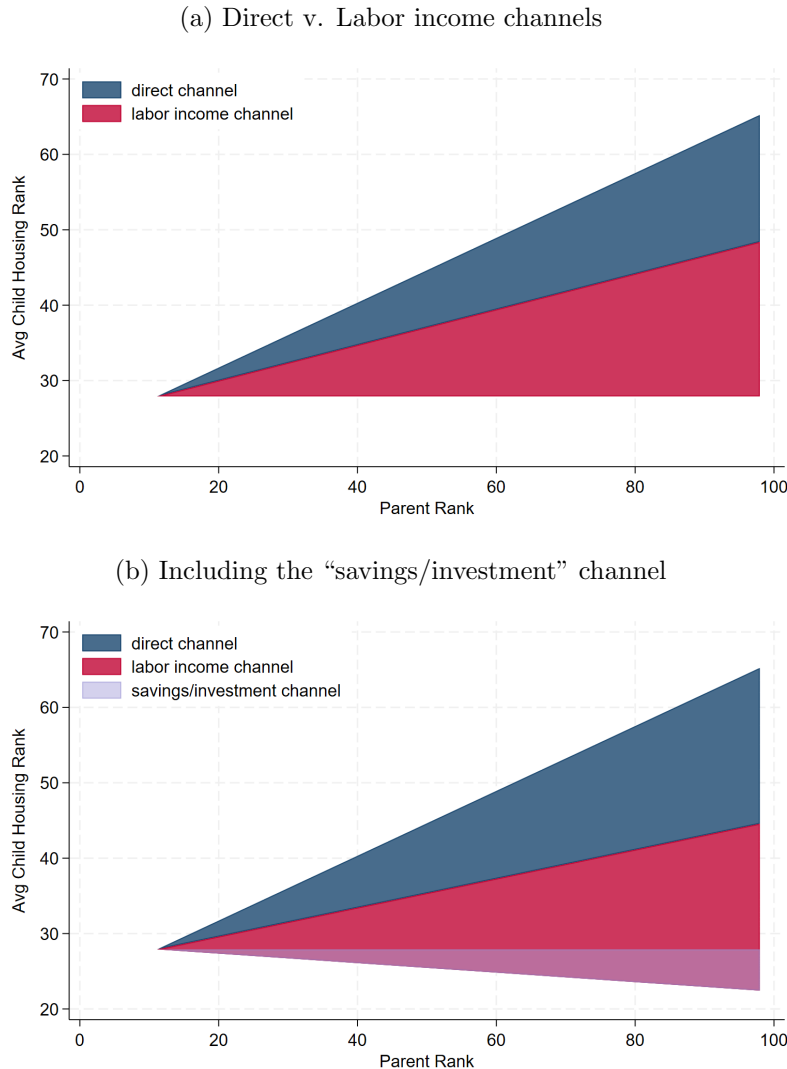 (a) Direct v. Labor income channels
direct channel
labor income channel
70
60
50
40
30
20
Avg Child Housing Rank
0 20 40 60 80 100
Parent Rank
(b) Including the “savings/investment” channel
direct channel
labor income channel
savings/investment channel
70
60
50
40
30
20
Avg Child Housing Rank
0 20 40 60 80 100
Parent Rank